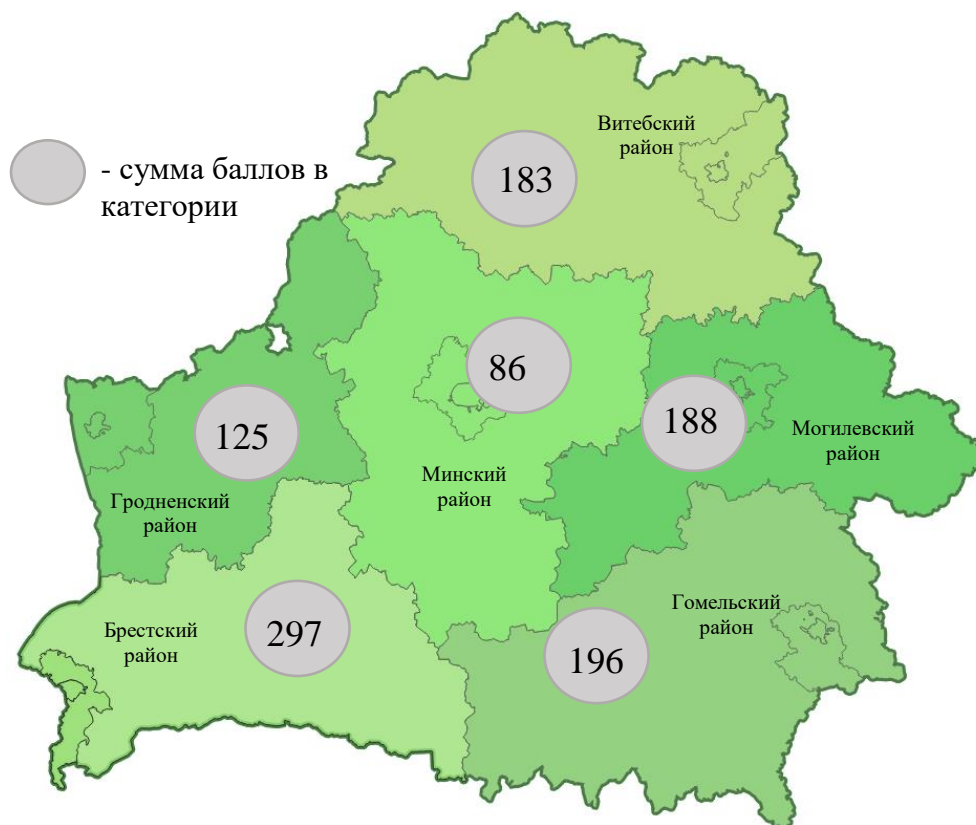 Витебский
район
- сумма баллов в
категории
183
86
125
188
Могилевский
район
Минский
район
Гродненский
район
297
Брестский
район
196
Гомельский
район